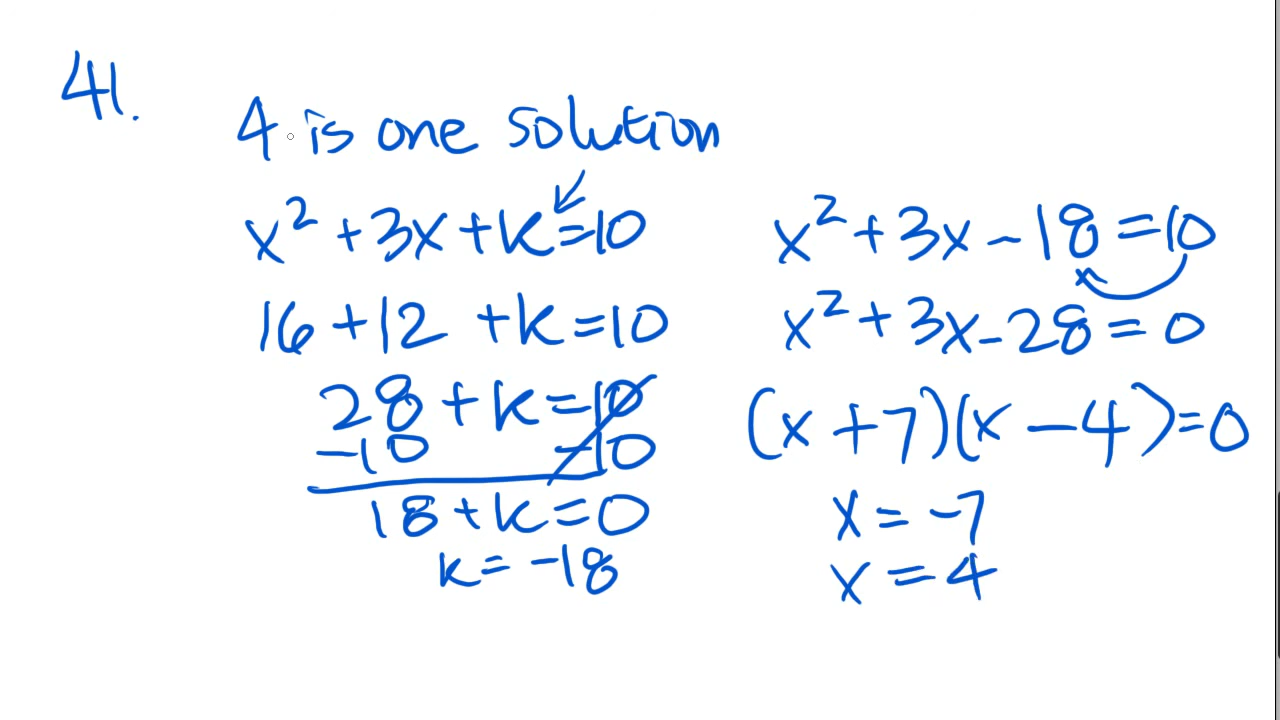 41.
4 is one solution
x² + 3x + k = 10
16 + 12 + k = 10
28 + k = 10
-10 -10
18 + k = 0
k = -18
x² + 3x - 18 = 10
x² + 3x - 28 = 0
(x + 7)(x - 4) = 0
x = -7
x = 4